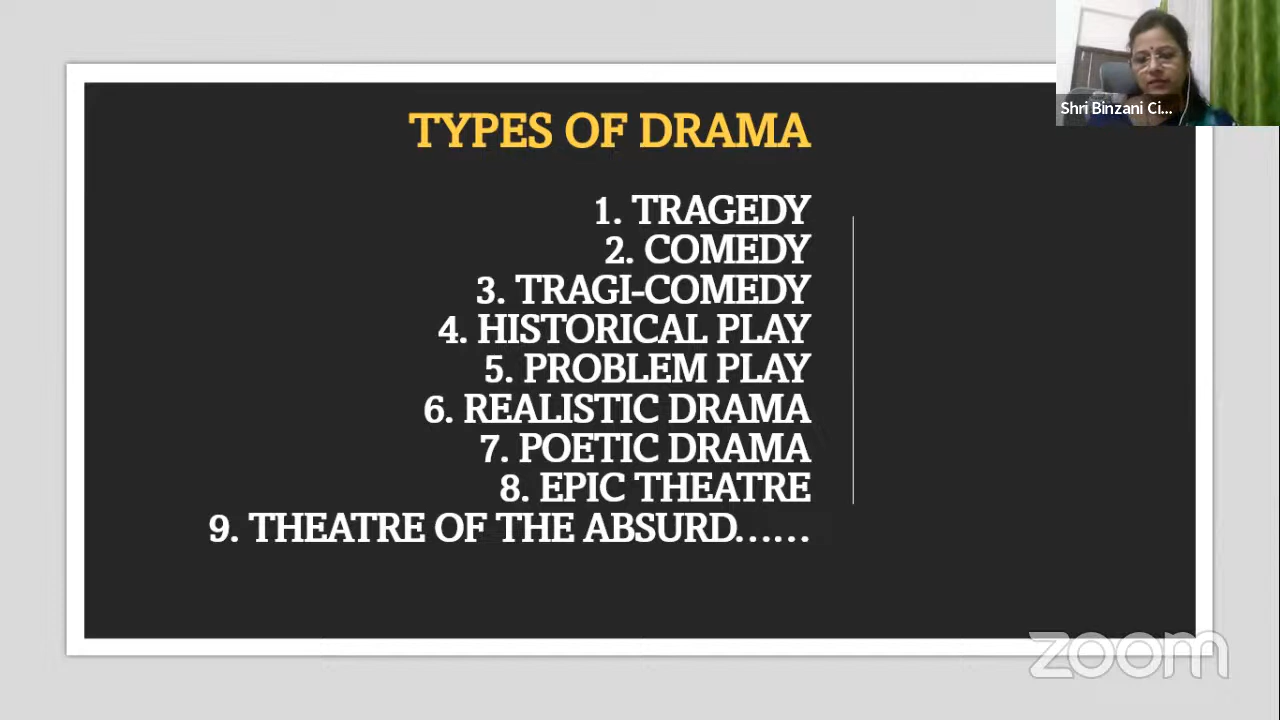 Shri Binzani Ci...
TYPES OF DRAMA
1. TRAGEDY
2. COMEDY
3. TRAGI-COMEDY
4. HISTORICAL PLAY
5. PROBLEM PLAY
6. REALISTIC DRAMA
7. POETIC DRAMA
8. EPIC THEATRE
9. THEATRE OF THE ABSURD......
zoom